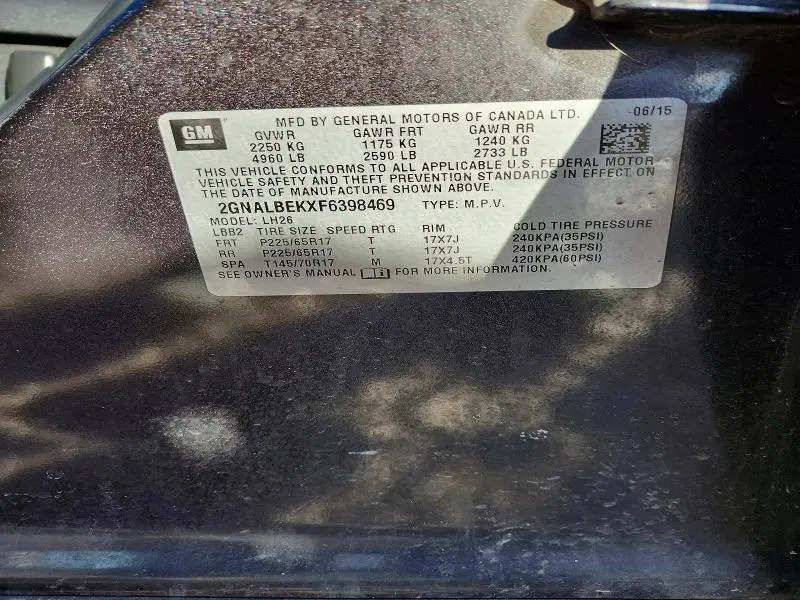 GM
MFD BY GENERAL MOTORS OF CANADA LTD. 06/15
GVWR GAWR FRT GAWR RR
2250 KG 1175 KG 1240 KG
4960 LB 2590 LB 2733 LB
THIS VEHICLE CONFORMS TO ALL APPLICABLE U.S. FEDERAL MOTOR
VEHICLE SAFETY AND THEFT PREVENTION STANDARDS IN EFFECT ON
THE DATE OF MANUFACTURE SHOWN ABOVE.
2GNALBEKXF6398469 TYPE: M.P.V.
MODEL: LH26
LBB2 TIRE SIZE SPEED RTG RIM COLD TIRE PRESSURE
FRT P225/65R17 T 17X7J 240KPA(35PSI)
RR P225/65R17 T 17X7J 240KPA(35PSI)
SPA T145/70R17 M 17X4.5T 420KPA(60PSI)
SEE OWNER'S MANUAL FOR MORE INFORMATION.